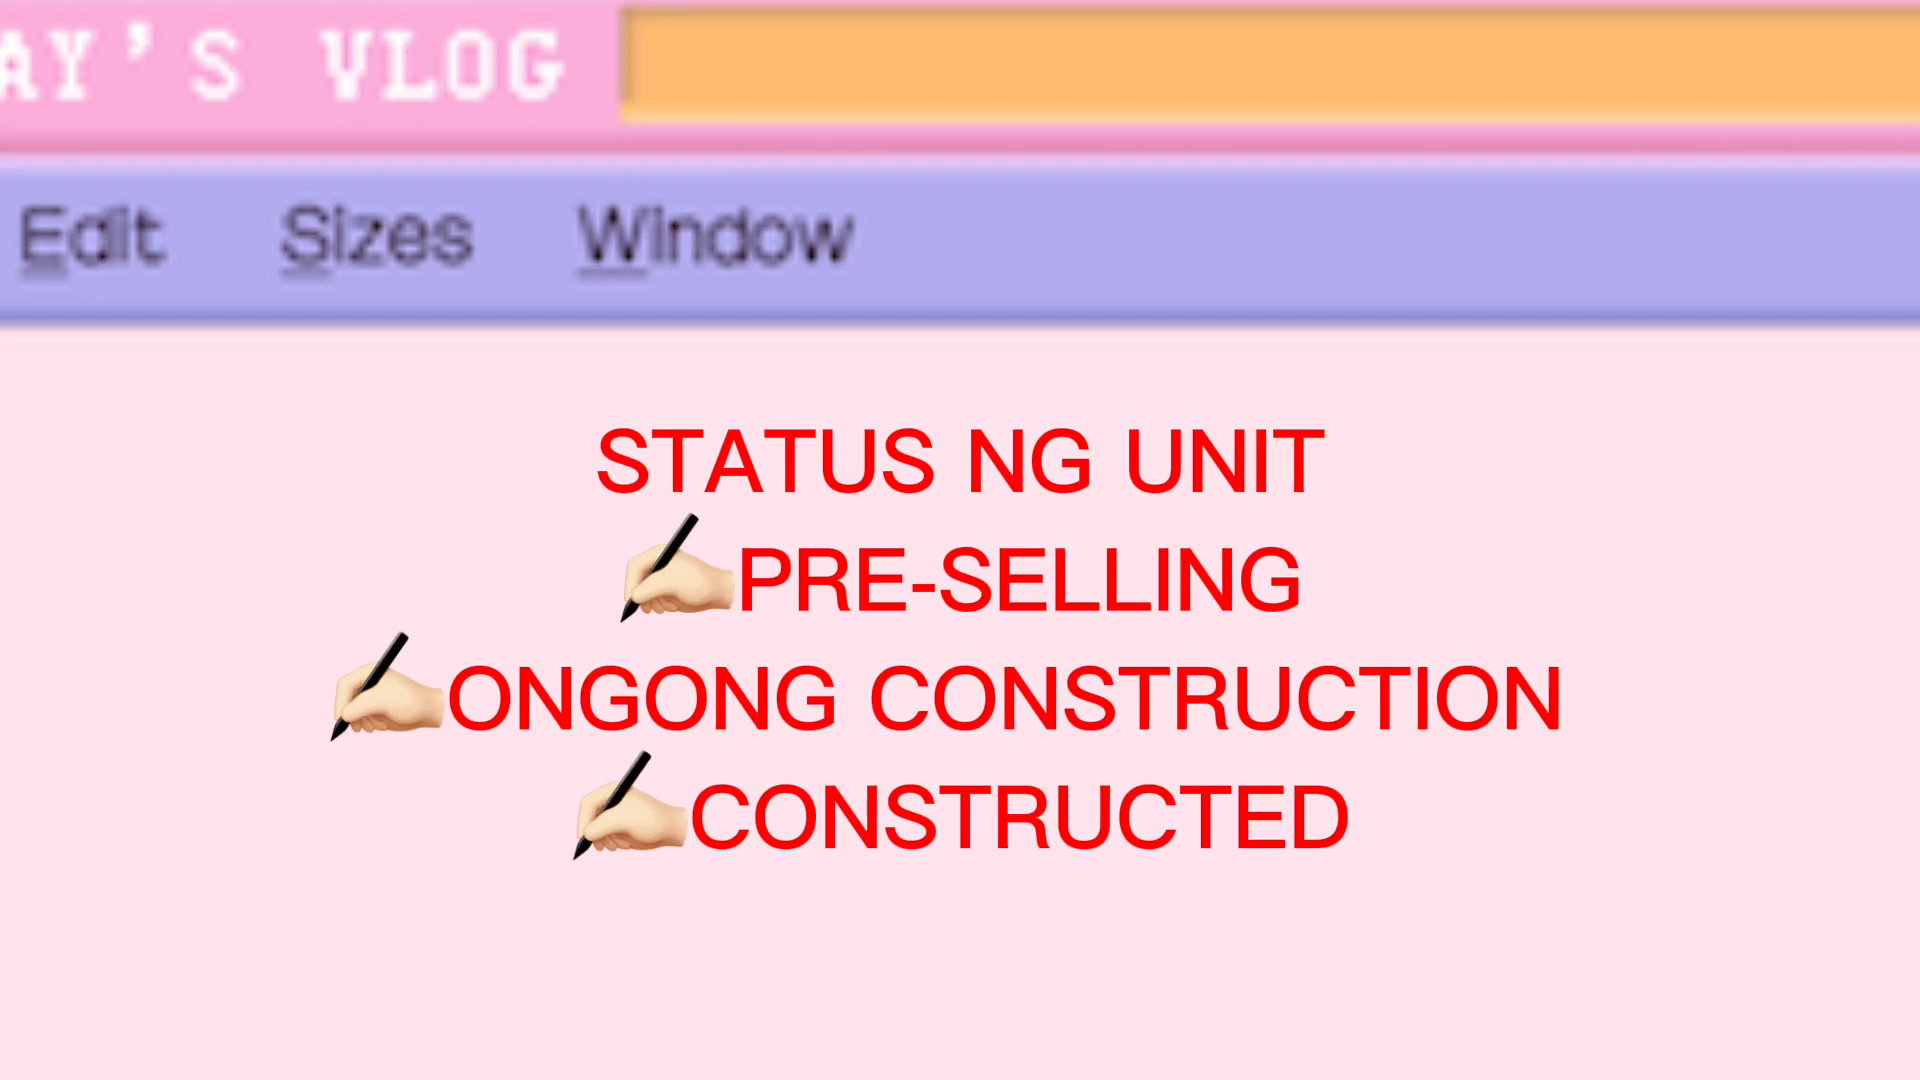 AY'S VLOG
Edit Sizes Window
STATUS NG UNIT
✍🏻PRE-SELLING
✍🏻ONGONG CONSTRUCTION
✍🏻CONSTRUCTED